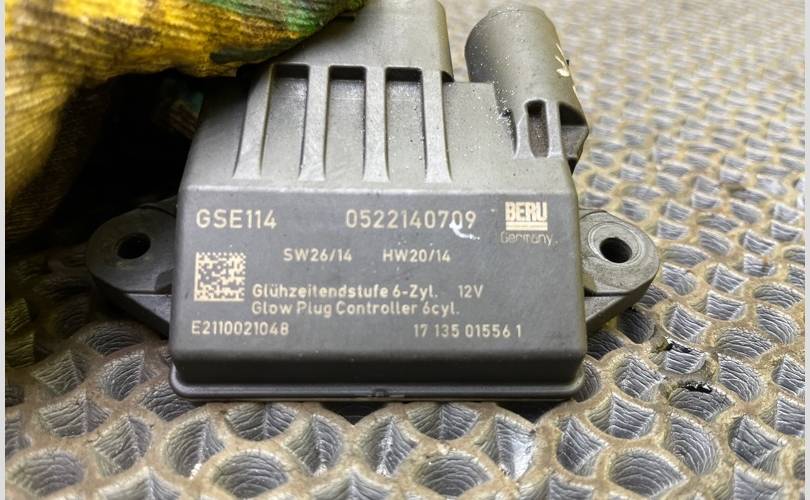 GSE114 0522140709 BERU
Germany
SW26/14 HW20/14
Glühzeitendstufe 6-Zyl. 12V
Glow Plug Controller 6cyl.
E2110021048 17 135 01556 1